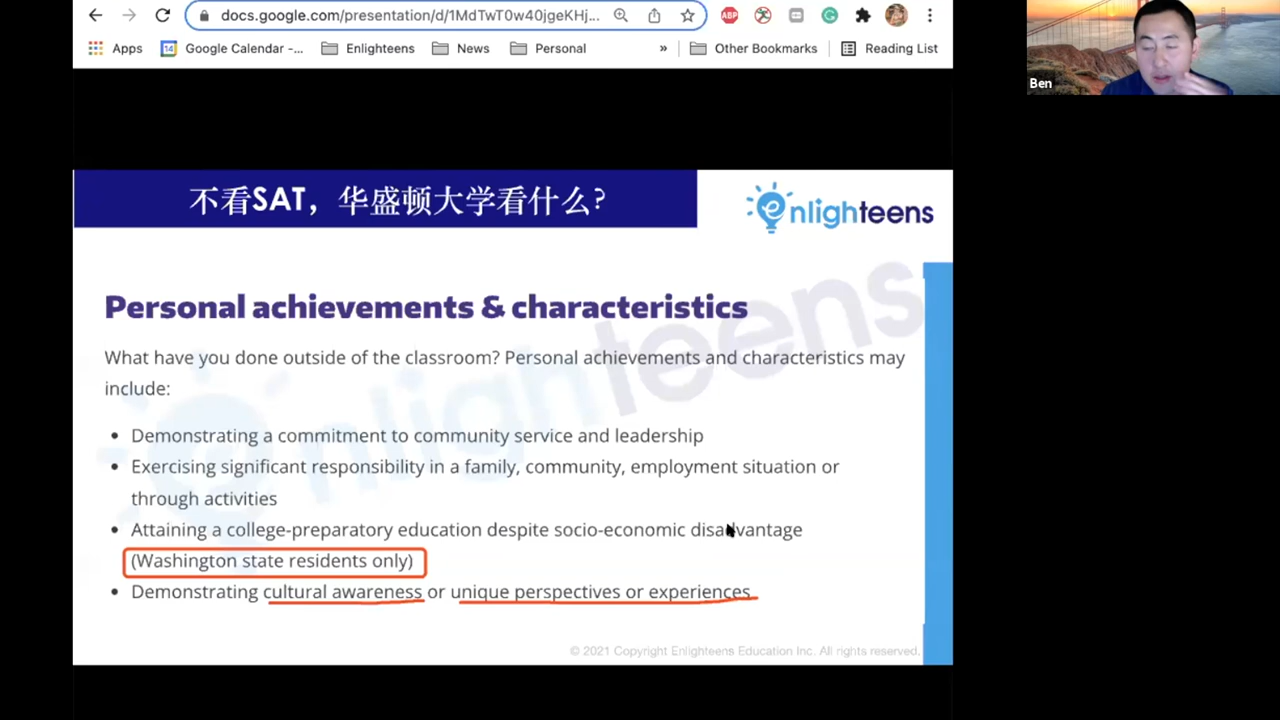 docs.google.com/presentation/d/1MdTwT0w40jgeKHj...
ABP
Apps
14
Google Calendar -...
Enlighteens
News
Personal
»
Other Bookmarks
Reading List
Ben
不看SAT，华盛顿大学看什么?
enlighteens
Personal achievements & characteristics
What have you done outside of the classroom? Personal achievements and characteristics may
include:
• Demonstrating a commitment to community service and leadership
• Exercising significant responsibility in a family, community, employment situation or
through activities
• Attaining a college-preparatory education despite socio-economic disadvantage
(Washington state residents only)
• Demonstrating cultural awareness or unique perspectives or experiences
enlighteens
© 2021 Copyright Enlighteens Education Inc. All rights reserved.